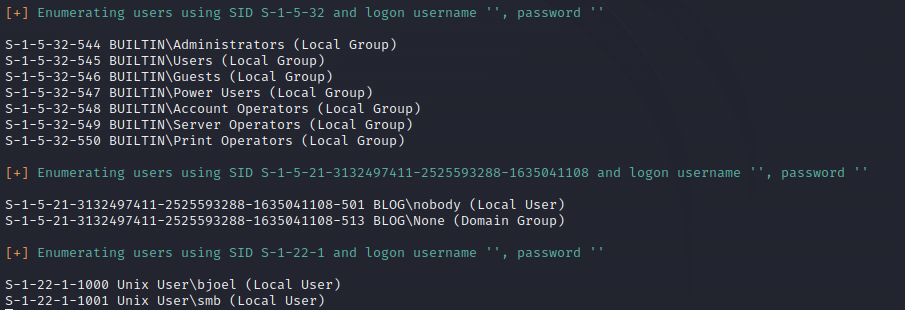 [+] Enumerating users using SID S-1-5-32 and logon username '', password ''
S-1-5-32-544 BUILTIN\Administrators (Local Group)
S-1-5-32-545 BUILTIN\Users (Local Group)
S-1-5-32-546 BUILTIN\Guests (Local Group)
S-1-5-32-547 BUILTIN\Power Users (Local Group)
S-1-5-32-548 BUILTIN\Account Operators (Local Group)
S-1-5-32-549 BUILTIN\Server Operators (Local Group)
S-1-5-32-550 BUILTIN\Print Operators (Local Group)
[+] Enumerating users using SID S-1-5-21-3132497411-2525593288-1635041108 and logon username '', password ''
S-1-5-21-3132497411-2525593288-1635041108-501 BLOG\nobody (Local User)
S-1-5-21-3132497411-2525593288-1635041108-513 BLOG\None (Domain Group)
[+] Enumerating users using SID S-1-22-1 and logon username '', password ''
S-1-22-1-1000 Unix User\bjoel (Local User)
S-1-22-1-1001 Unix User\smb (Local User)